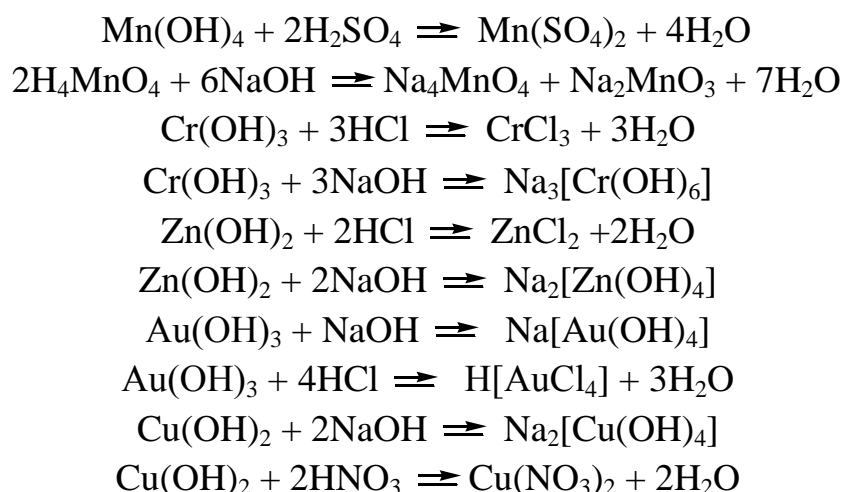 Mn(OH)₄ + 2H₂SO₄ ⇌ Mn(SO₄)₂ + 4H₂O
2H₄MnO₄ + 6NaOH ⇌ Na₄MnO₄ + Na₂MnO₃ + 7H₂O
Cr(OH)₃ + 3HCl ⇌ CrCl₃ + 3H₂O
Cr(OH)₃ + 3NaOH ⇌ Na₃[Cr(OH)₆]
Zn(OH)₂ + 2HCl ⇌ ZnCl₂ +2H₂O
Zn(OH)₂ + 2NaOH ⇌ Na₂[Zn(OH)₄]
Au(OH)₃ + NaOH ⇌ Na[Au(OH)₄]
Au(OH)₃ + 4HCl ⇌ H[AuCl₄] + 3H₂O
Cu(OH)₂ + 2NaOH ⇌ Na₂[Cu(OH)₄]
Cu(OH)₂ + 2HNO₃ ⇌ Cu(NO₃)₂ + 2H₂O